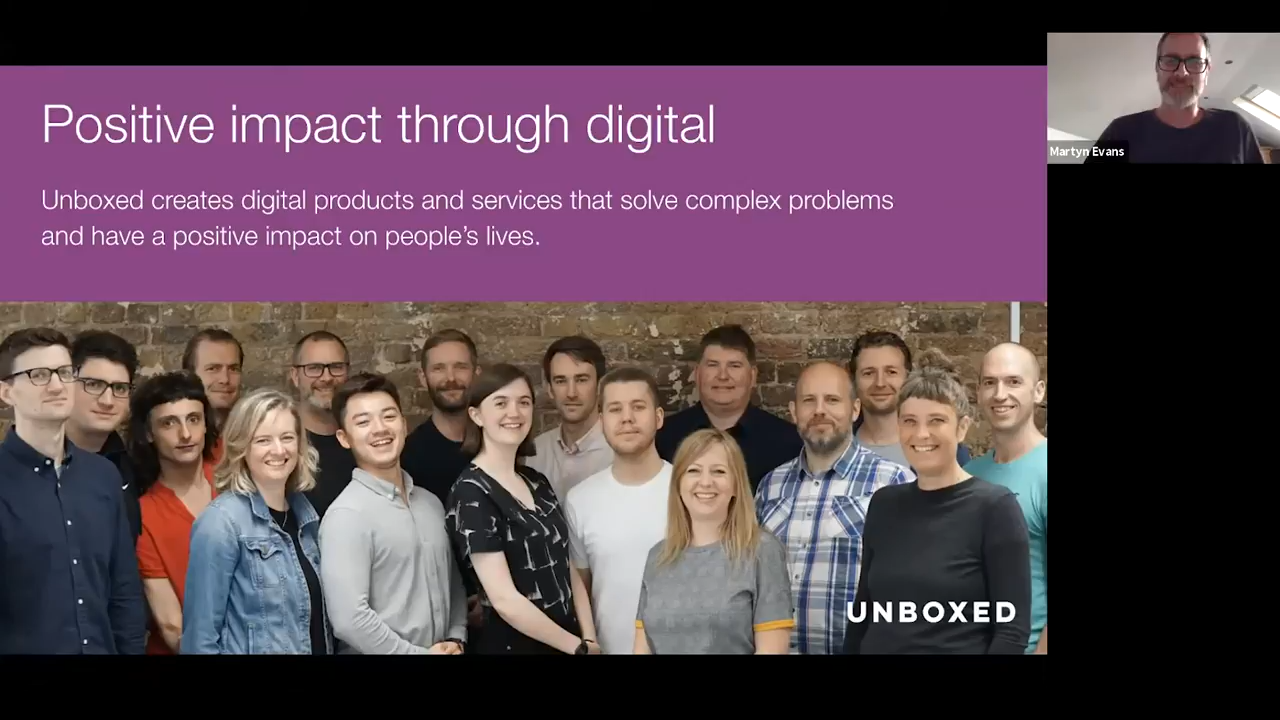 Positive impact through digital
Unboxed creates digital products and services that solve complex problems
and have a positive impact on people’s lives.
Martyn Evans
UNBOXED